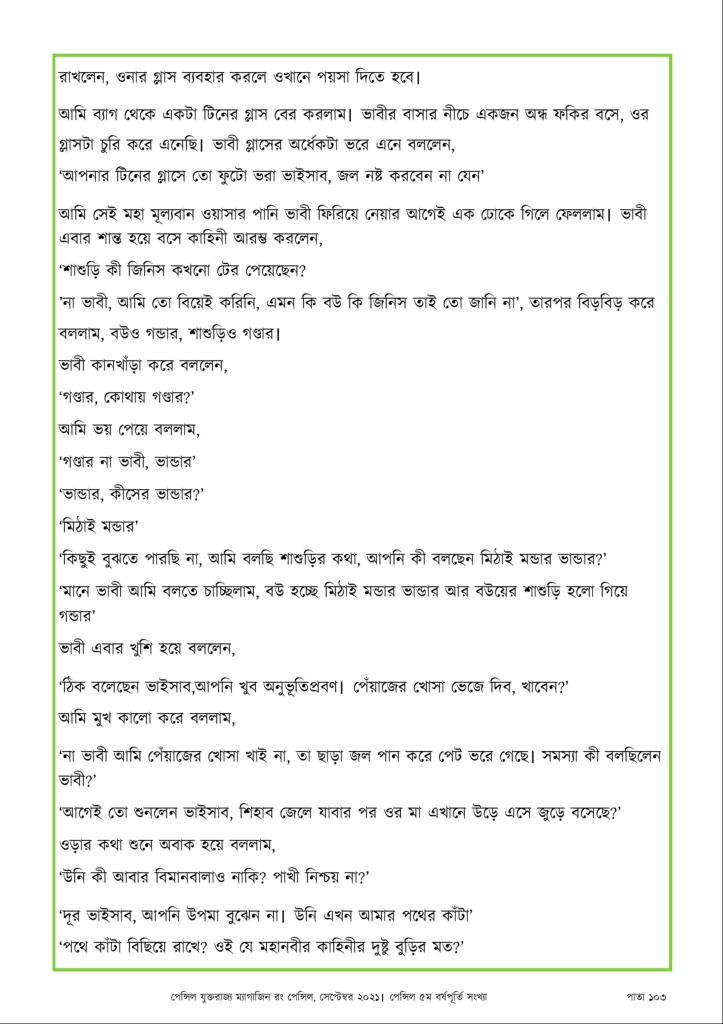 রাখলেন, ওনার গ্লাস ব্যবহার করলে ওখানে পয়সা দিতে হবে।
আমি ব্যাগ থেকে একটা টিনের গ্লাস বের করলাম। ভাবীর বাসার নীচে একজন অন্ধ ফকির বসে, ওর
গ্লাসটা চুরি করে এনেছি। ভাবী গ্লাসের অর্ধেকটা ভরে এনে বললেন,
‘আপনার টিনের গ্লাসে তো ফুটো ভরা ভাইসাব, জল নষ্ট করবেন না যেন’
আমি সেই মহা মূল্যবান ওয়াসার পানি ভাবী ফিরিয়ে নেয়ার আগেই এক ঢোকে গিলে ফেললাম। ভাবী
এবার শান্ত হয়ে বসে কাহিনী আরম্ভ করলেন,
‘শাশুড়ি কী জিনিস কখনো টের পেয়েছেন?
’না ভাবী, আমি তো বিয়েই করিনি, এমন কি বউ কি জিনিস তাই তো জানি না’, তারপর বিড়বিড় করে
বললাম, বউও গন্ডার, শাশুড়িও গণ্ডার।
ভাবী কানখাঁড়া করে বললেন,
‘গণ্ডার, কোথায় গণ্ডার?’
আমি ভয় পেয়ে বললাম,
‘গণ্ডার না ভাবী, ভান্ডার’
‘ভান্ডার, কীসের ভান্ডার?’
‘মিঠাই মন্ডার’
‘কিছুই বুঝতে পারছি না, আমি বলছি শাশুড়ির কথা, আপনি কী বলছেন মিঠাই মন্ডার ভান্ডার?’
‘মানে ভাবী আমি বলতে চাচ্ছিলাম, বউ হচ্ছে মিঠাই মন্ডার ভান্ডার আর বউয়ের শাশুড়ি হলো গিয়ে
গন্ডার’
ভাবী এবার খুশি হয়ে বললেন,
‘ঠিক বলেছেন ভাইসাব,আপনি খুব অনুভূতিপ্রবণ। পেঁয়াজের খোসা ভেজে দিব, খাবেন?’
আমি মুখ কালো করে বললাম,
‘না ভাবী আমি পেঁয়াজের খোসা খাই না, তা ছাড়া জল পান করে পেট ভরে গেছে। সমস্যা কী বলছিলেন
ভাবী?’
‘আগেই তো শুনলেন ভাইসাব, শিহাব জেলে যাবার পর ওর মা এখানে উড়ে এসে জুড়ে বসেছে?’
ওড়ার কথা শুনে অবাক হয়ে বললাম,
‘উনি কী আবার বিমানবালাও নাকি? পাখী নিশ্চয় না?’
‘দূর ভাইসাব, আপনি উপমা বুঝেন না। উনি এখন আমার পথের কাঁটা’
‘পথে কাঁটা বিছিয়ে রাখে? ওই যে মহানবীর কাহিনীর দুষ্টু বুড়ির মত?’
পেন্সিল যুক্তরাজ্য ম্যাগাজিন রং পেন্সিল, সেপ্টেম্বর ২০২১। পেন্সিল ৫ম বর্ষপূর্তি সংখ্যা পাতা ১০৩